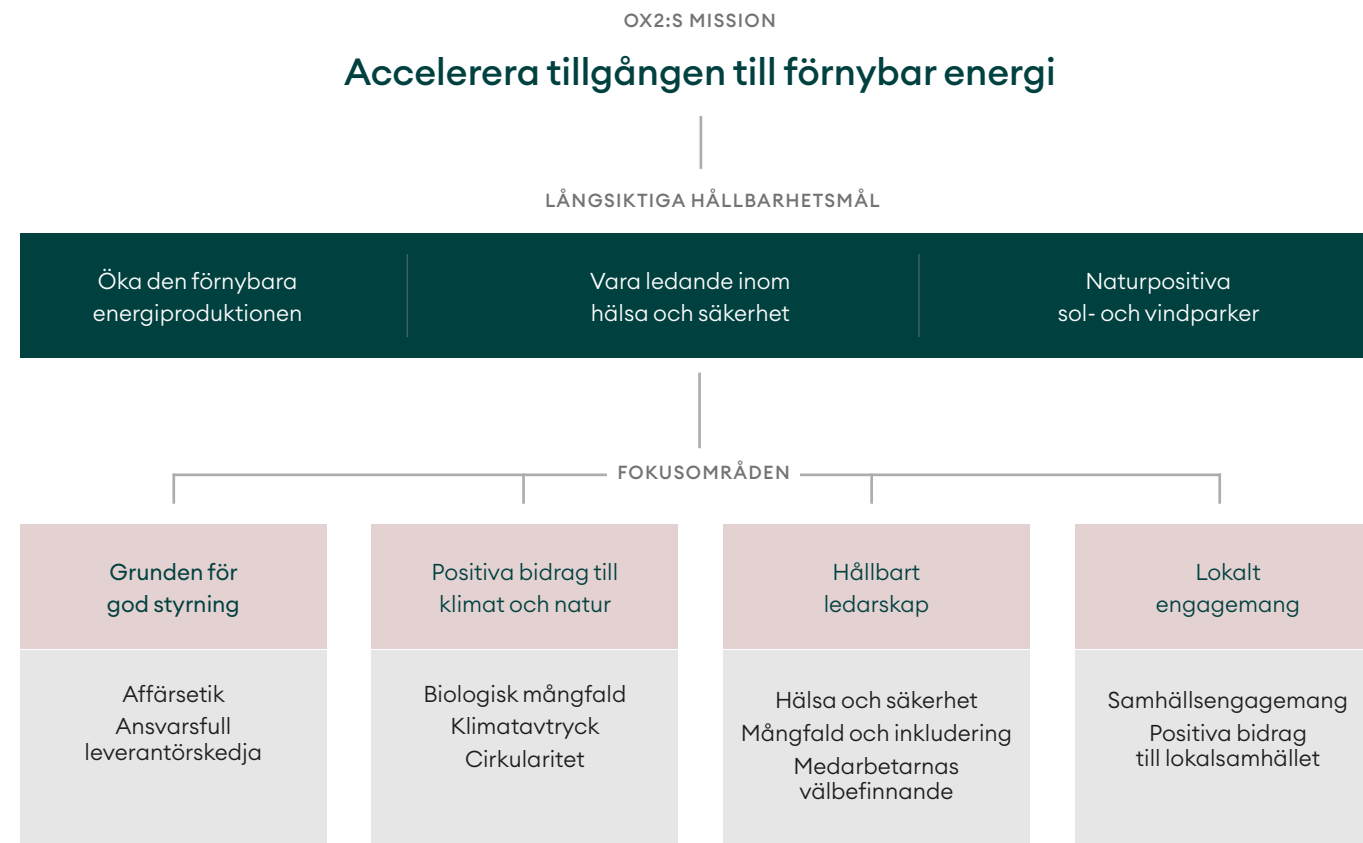 OX2:S MISSION
Accelerera tillgången till förnybar energi
LÅNGSIKTIGA HÅLLBARHETSMÅL
Öka den förnybara
energiproduktionen
Vara ledande inom
hälsa och säkerhet
Naturpositiva
sol- och vindparker
FOKUSOMRÅDEN
Grunden för
god styrning
Affärsetik
Ansvarsfull
leverantörskedja
Positiva bidrag till
klimat och natur
Biologisk mångfald
Klimatavtryck
Cirkularitet
Hållbart
ledarskap
Hälsa och säkerhet
Mångfald och inkludering
Medarbetarnas
välbefinnande
Lokalt
engagemang
Samhällsengagemang
Positiva bidrag
till lokalsamhället